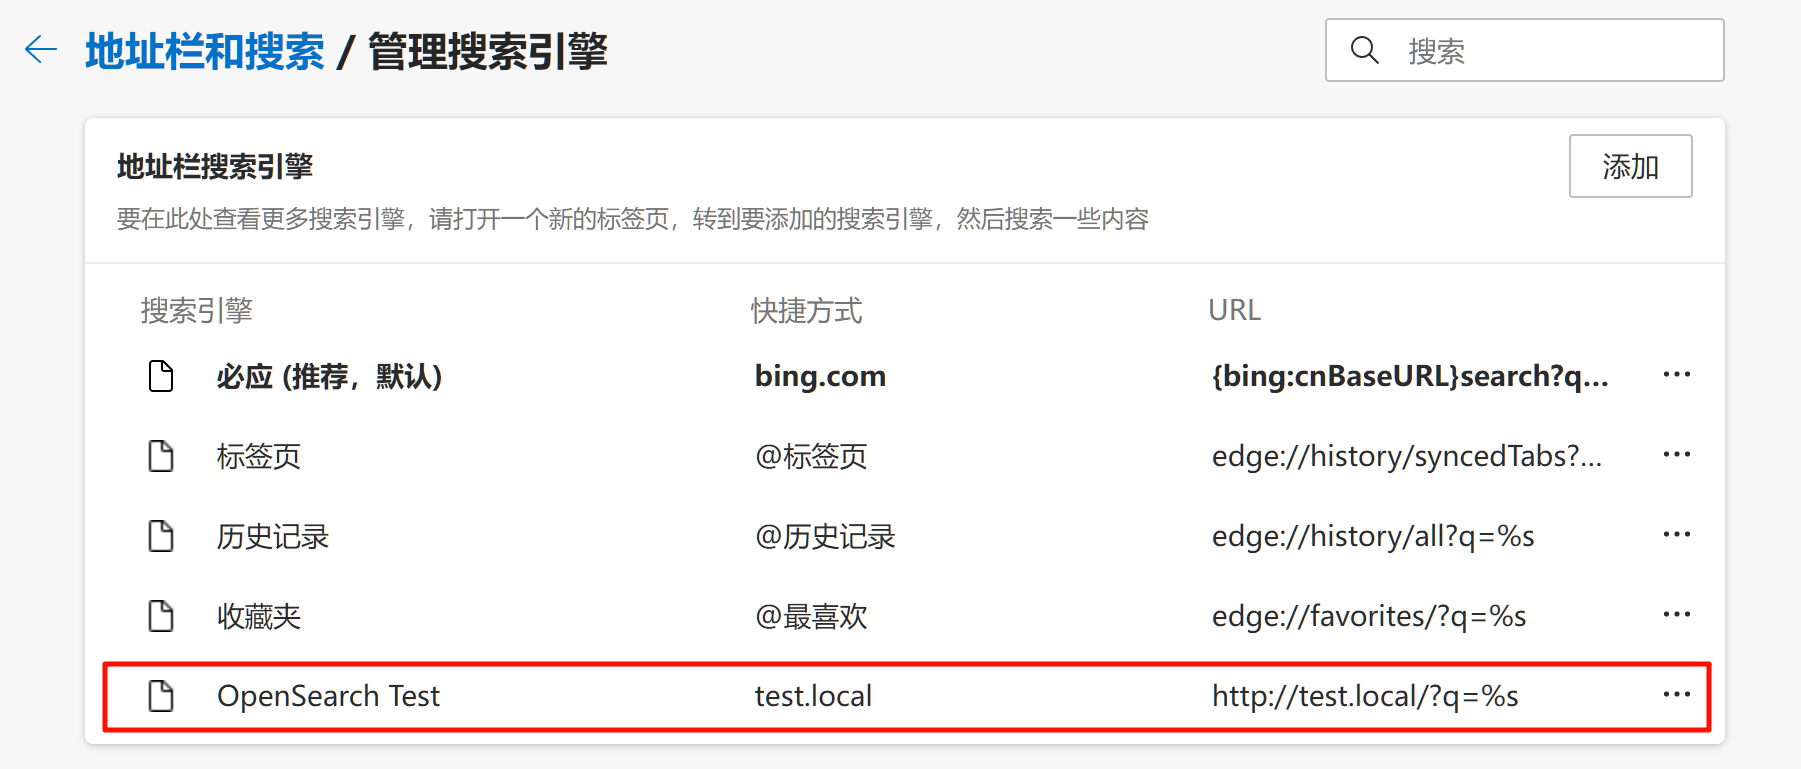 地址栏和搜索 / 管理搜索引擎
搜索
地址栏搜索引擎
添加
要在此处查看更多搜索引擎，请打开一个新的标签页，转到要添加的搜索引擎，然后搜索一些内容
搜索引擎 快捷方式 URL
必应 (推荐，默认) bing.com {bing:cnBaseURL}search?q...
标签页 @标签页 edge://history/syncedTabs?...
历史记录 @历史记录 edge://history/all?q=%s
收藏夹 @最喜欢 edge://favorites/?q=%s
OpenSearch Test test.local http://test.local/?q=%s